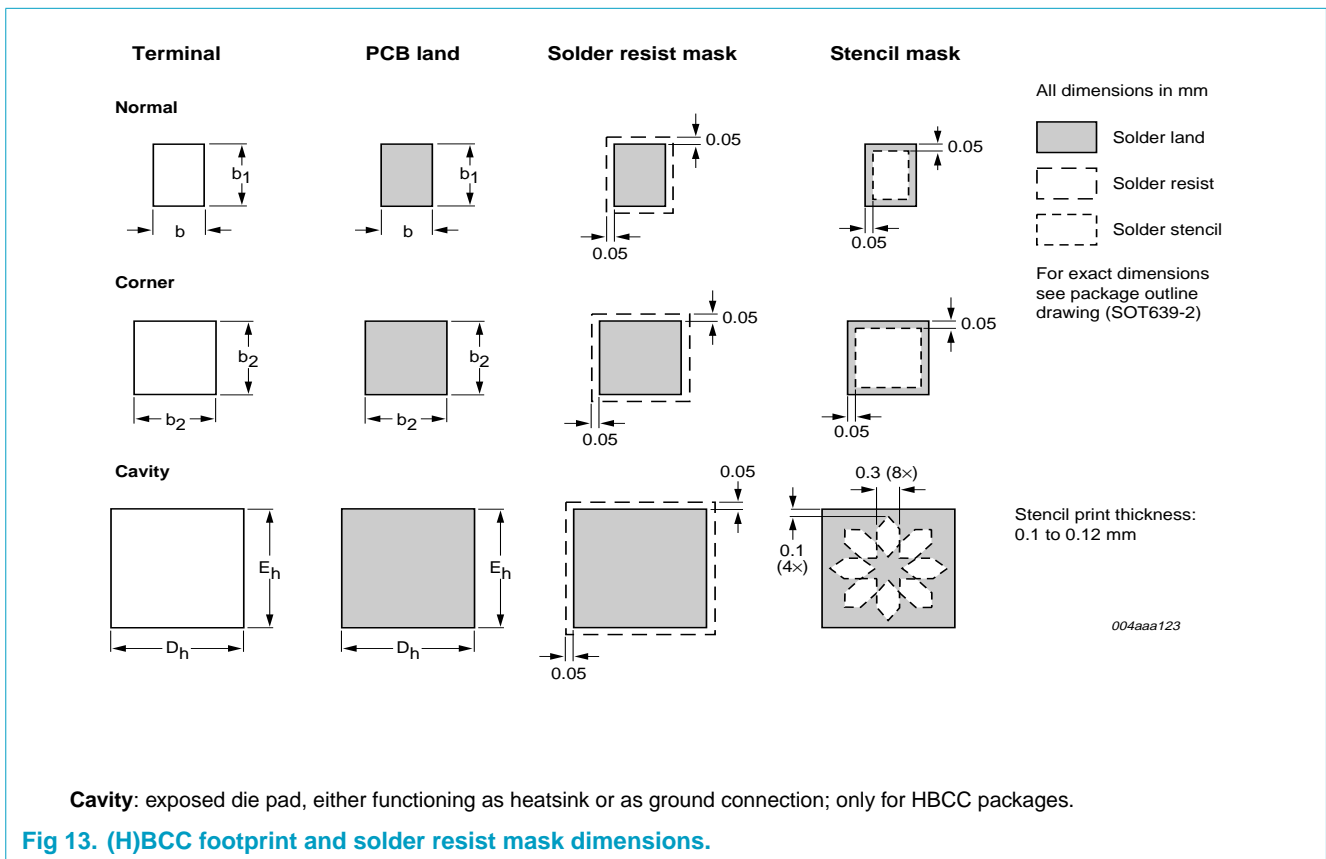 Terminal PCB land Solder resist mask Stencil mask
All dimensions in mm
Normal
0.05
0.05
Solder land
b1
b1
Solder resist
b
b
0.05
0.05
Solder stencil
Corner
For exact dimensions
see package outline
drawing (SOT639-2)
0.05
0.05
b2
b2
b2
b2
0.05
0.05
Cavity
0.05
0.3 (8×)
Stencil print thickness:
0.1 to 0.12 mm
0.1
(4×)
Eh
Eh
004aaa123
Dh
Dh
0.05
Cavity: exposed die pad, either functioning as heatsink or as ground connection; only for HBCC packages.
Fig 13. (H)BCC footprint and solder resist mask dimensions.